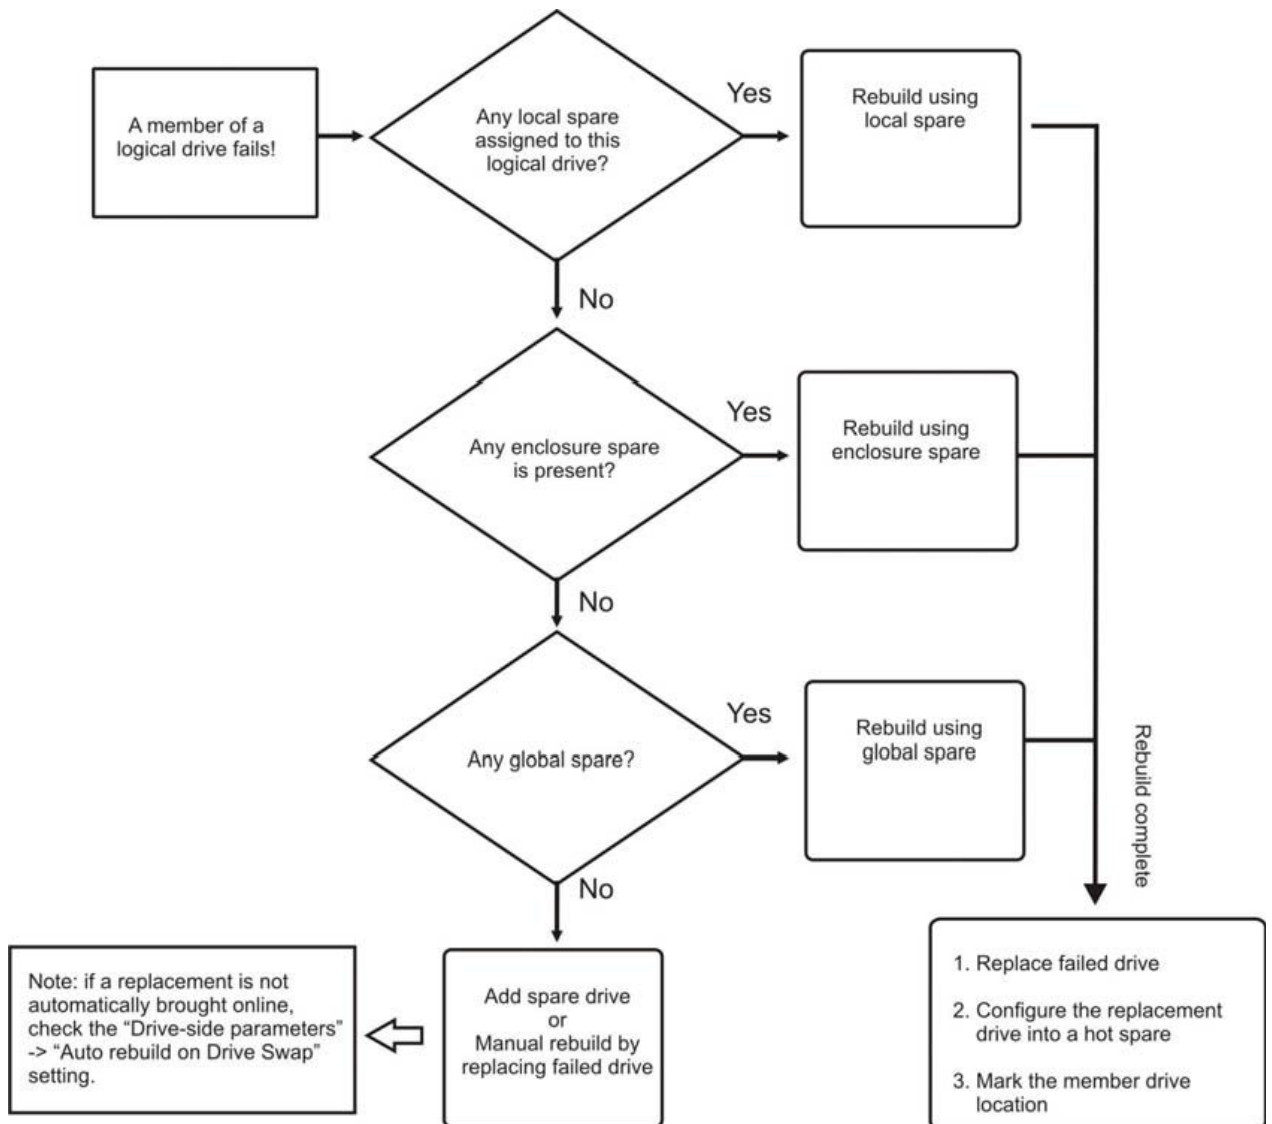 A member of a
logical drive fails!
Any local spare
assigned to this
logical drive?
Yes
Rebuild using
local spare
No
Any enclosure spare
is present?
Yes
Rebuild using
enclosure spare
No
Any global spare?
Yes
Rebuild using
global spare
Rebuild complete
No
Note: if a replacement is not
automatically brought online,
check the “Drive-side parameters”
-> “Auto rebuild on Drive Swap”
setting.
Add spare drive
or
Manual rebuild by
replacing failed drive
1. Replace failed drive
2. Configure the replacement
drive into a hot spare
3. Mark the member drive
location